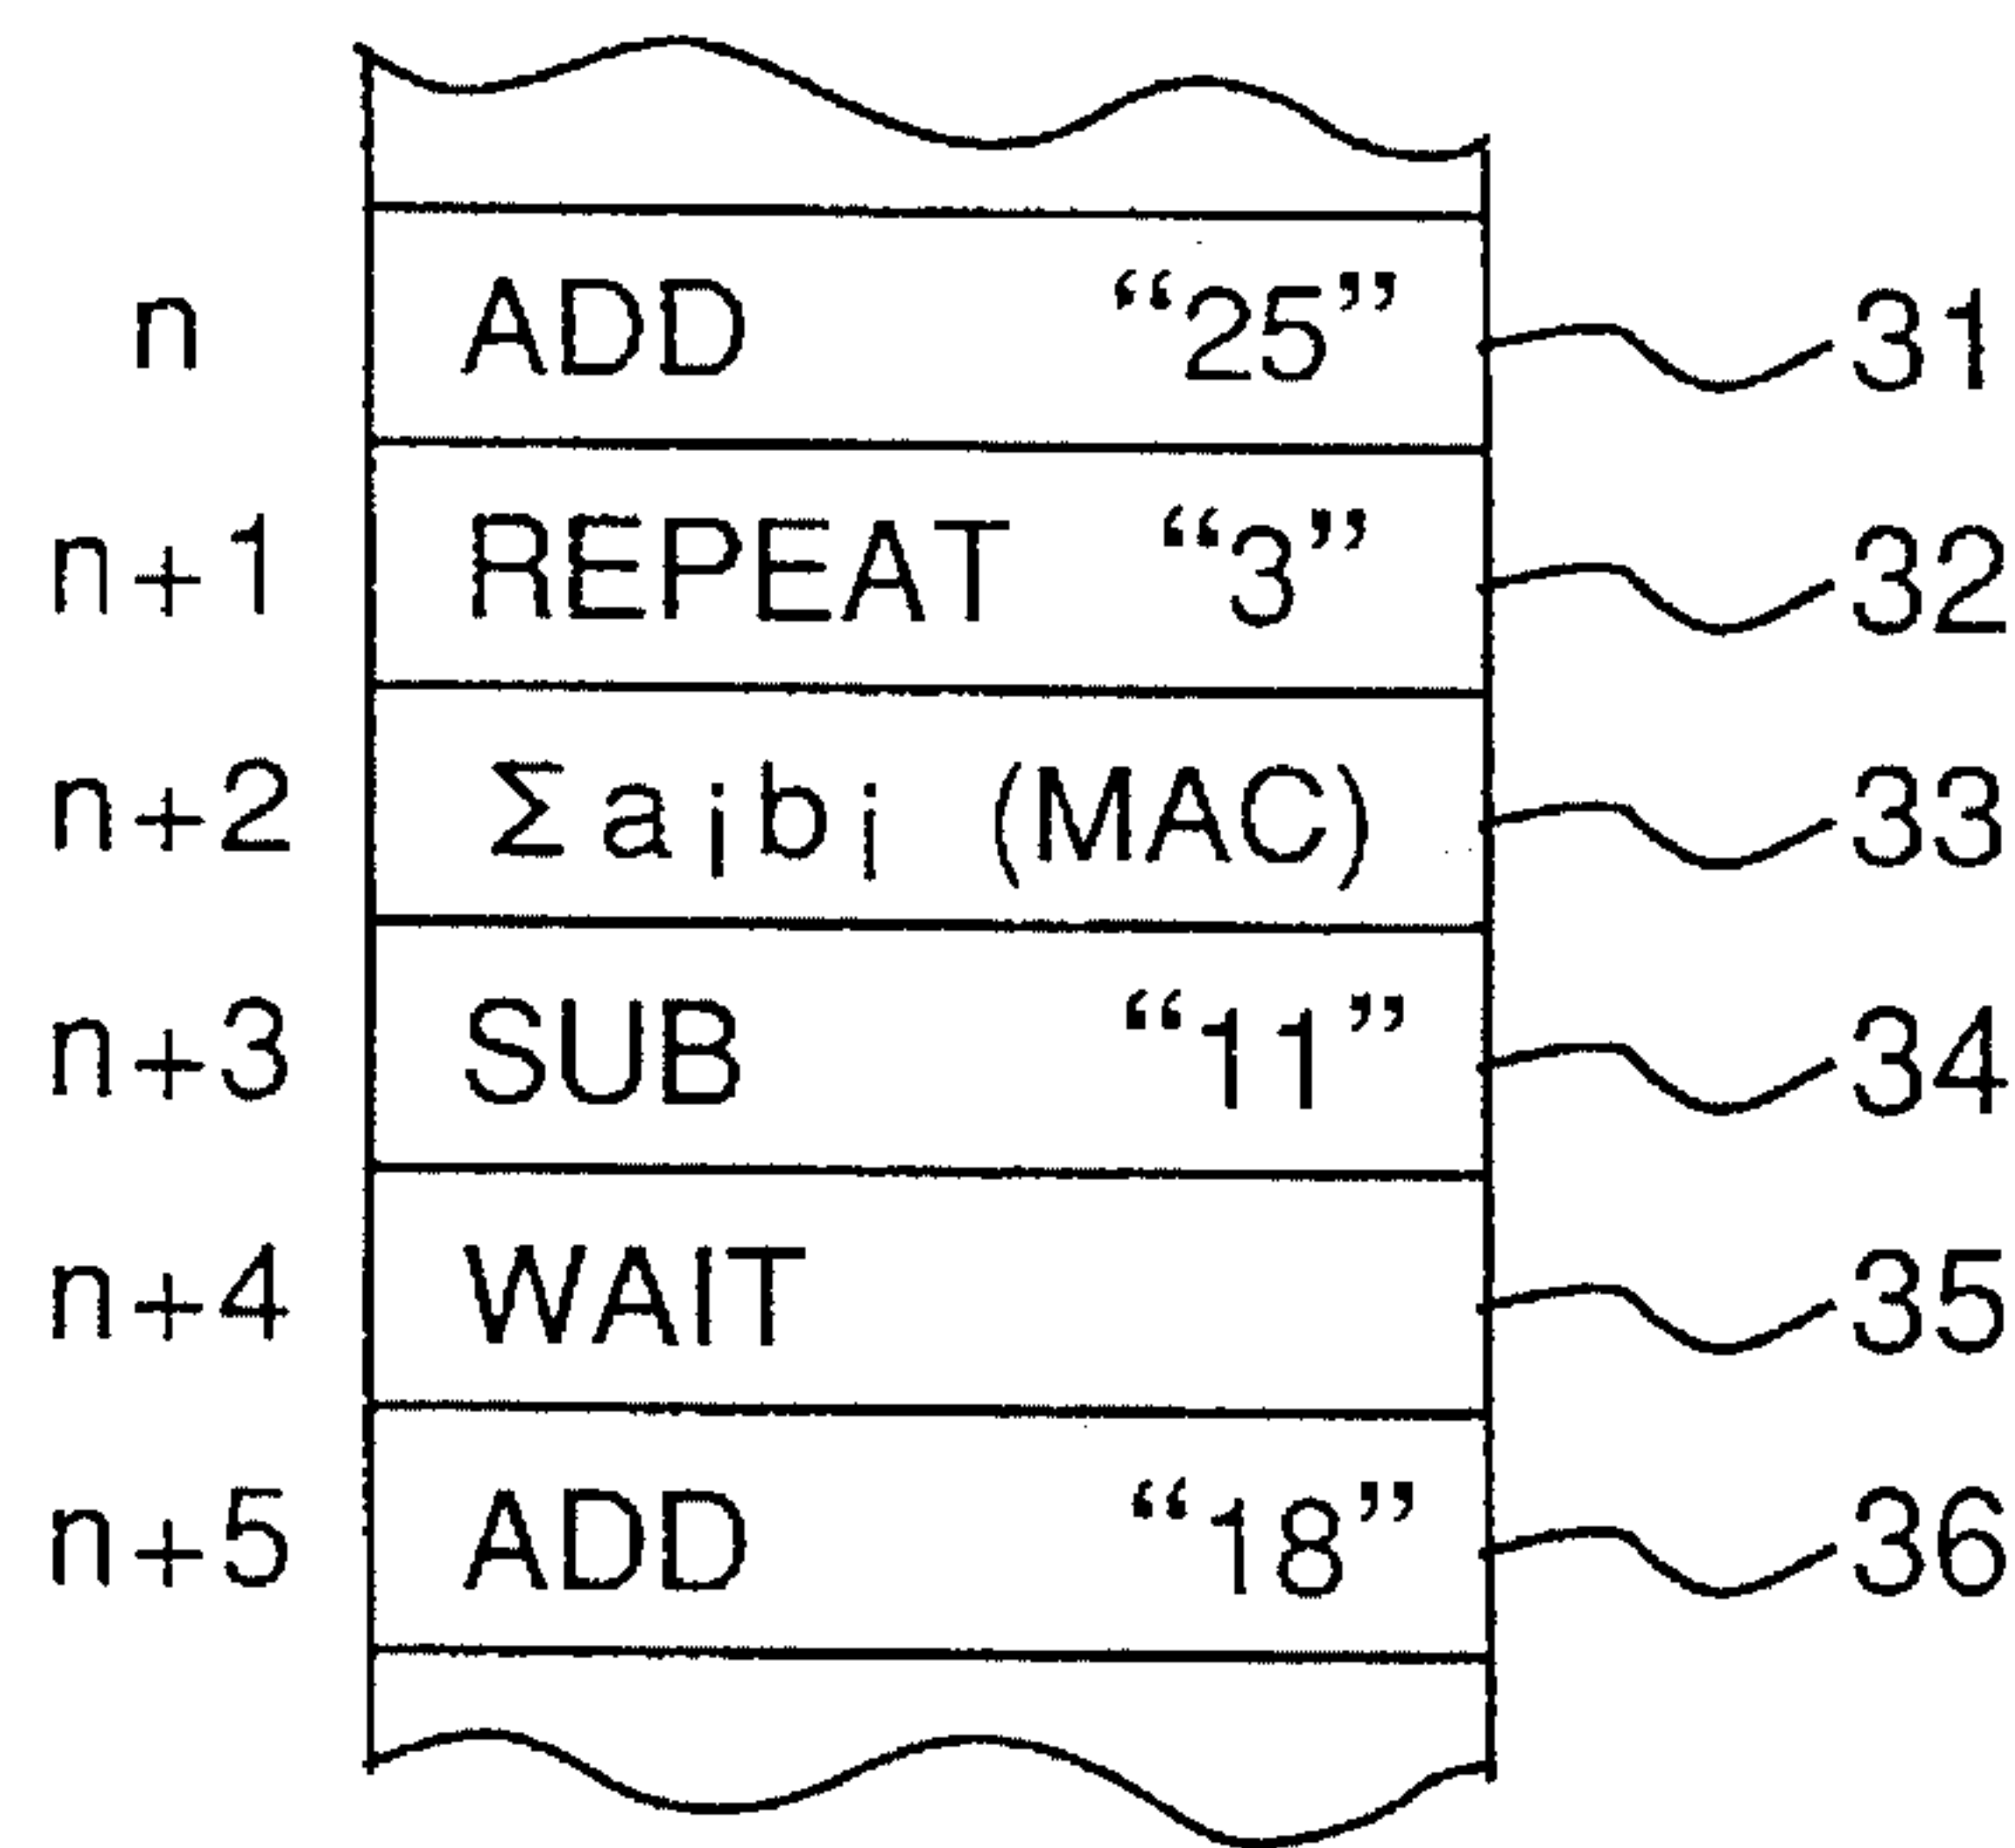 n ADD “25” 31
n+1 REPEAT “3” 32
n+2 Σaibi (MAC) 33
n+3 SUB “11” 34
n+4 WAIT 35
n+5 ADD “18” 36